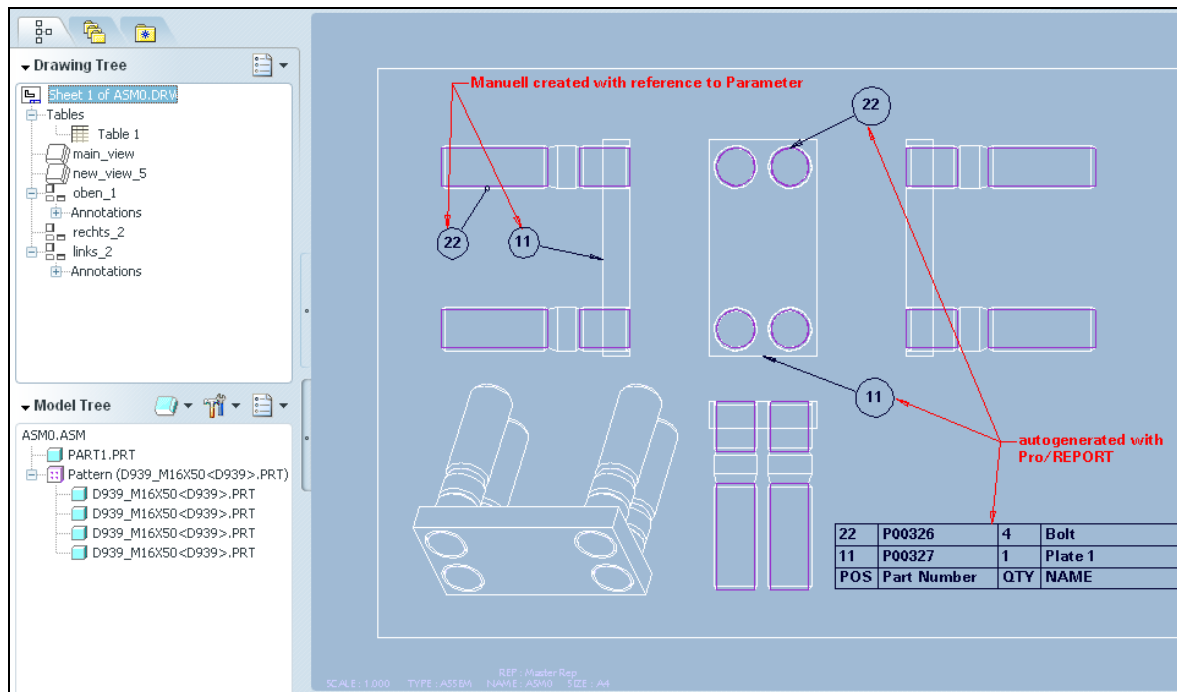 Drawing Tree
Sheet 1 of ASM0.DRW
Tables
Table 1
main_view
new_view_5
oben_1
Annotations
rechts_2
links_2
Annotations
Model Tree
ASM0.ASM
PART1.PRT
Pattern (D939_M16X50<D939>.PRT)
D939_M16X50<D939>.PRT
D939_M16X50<D939>.PRT
D939_M16X50<D939>.PRT
D939_M16X50<D939>.PRT
Manuell created with reference to Parameter
22
22
11
11
autogenerated with
Pro/REPORT
22 P00326 4 Bolt
11 P00327 1 Plate 1
POS Part Number QTY NAME
REP : Master Rep
SCALE : 1.000 TYPE : ASSEM NAME : ASM0 SIZE : A4